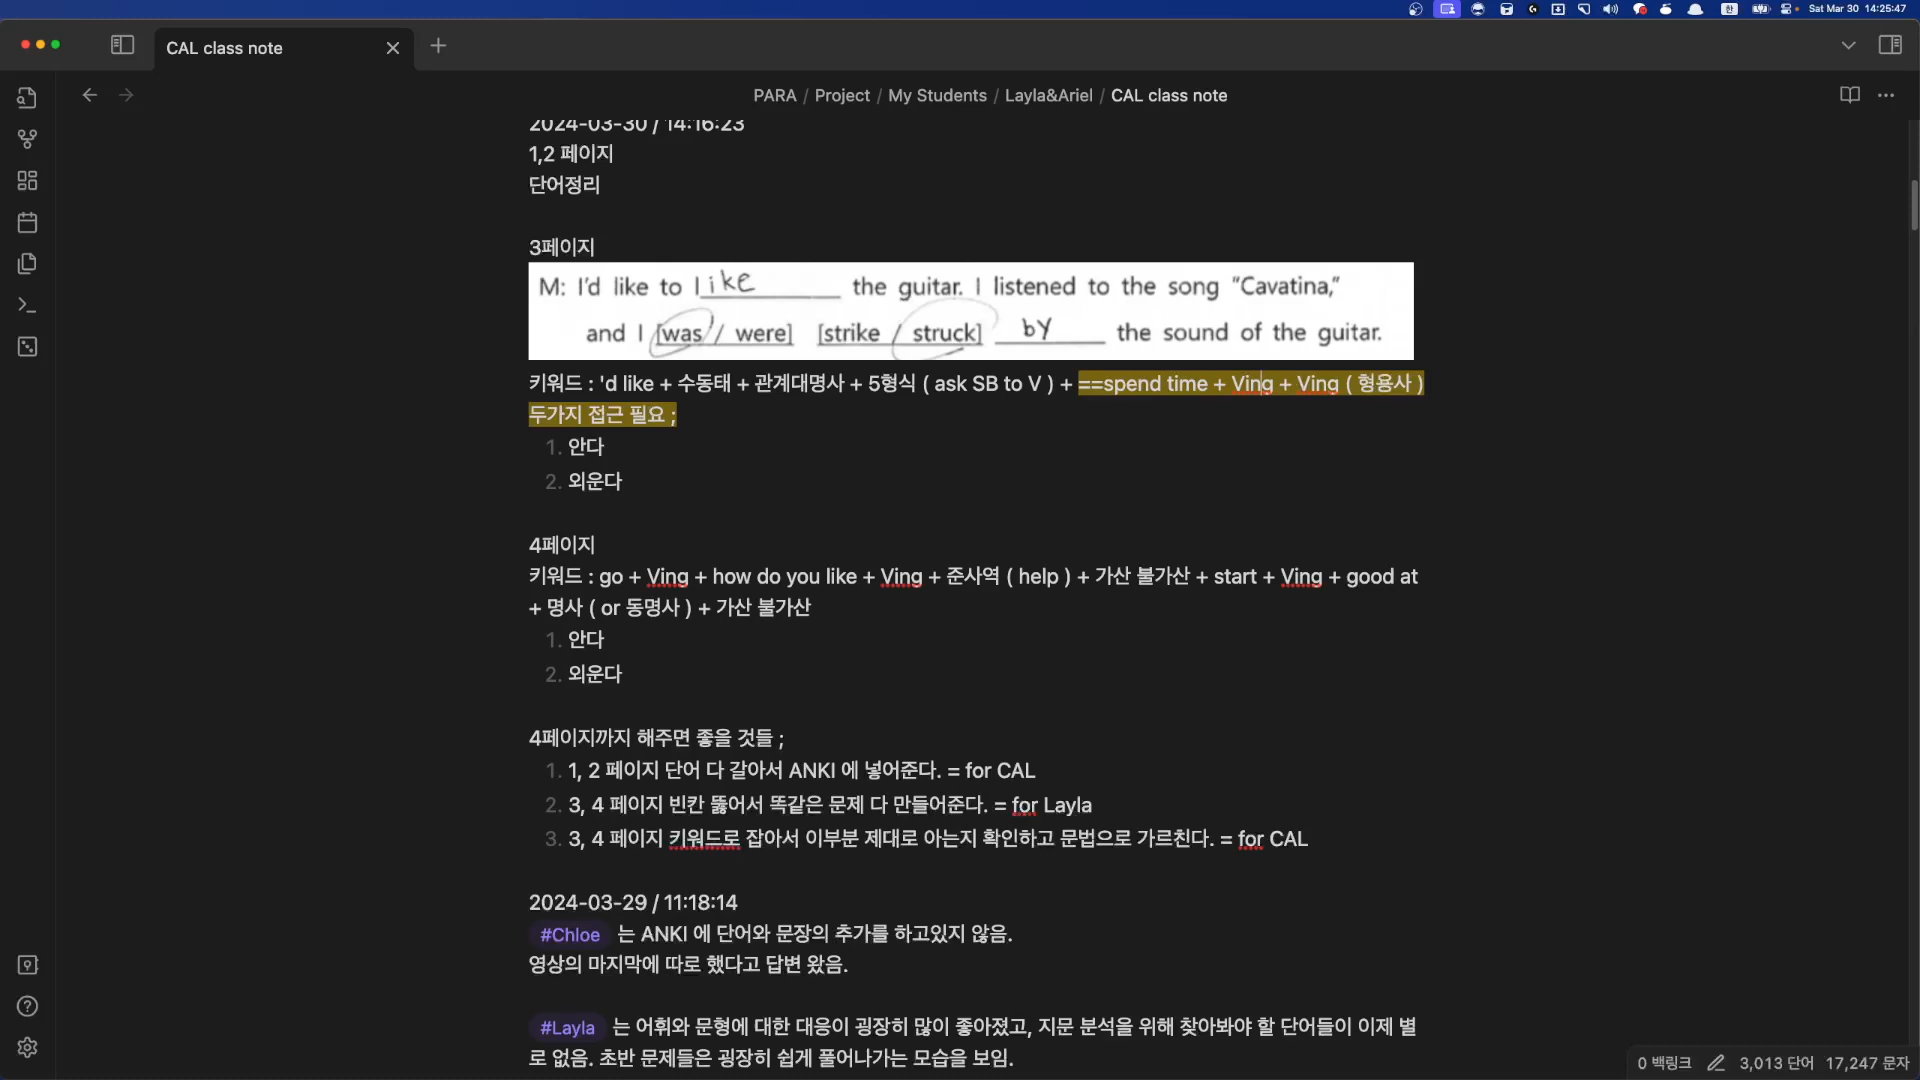 Sat Mar 30 14:25:47
CAL class note
PARA / Project / My Students / Layla&Ariel / CAL class note
2024-03-30 / 14:16:23
1,2 페이지
단어정리
3페이지
M: I'd like to like the guitar. I listened to the song “Cavatina,”
and I [was / were] [strike / struck] by the sound of the guitar.
키워드 : 'd like + 수동태 + 관계대명사 + 5형식 ( ask SB to V ) + ==spend time + Ving + Ving ( 형용사 )
두가지 접근 필요 ;
1. 안다
2. 외운다
4페이지
키워드 : go + Ving + how do you like + Ving + 준사역 ( help ) + 가산 불가산 + start + Ving + good at
+ 명사 ( or 동명사 ) + 가산 불가산
1. 안다
2. 외운다
4페이지까지 해주면 좋을 것들 ;
1. 1, 2 페이지 단어 다 갈아서 ANKI 에 넣어준다. = for CAL
2. 3, 4 페이지 빈칸 뚫어서 똑같은 문제 다 만들어준다. = for Layla
3. 3, 4 페이지 키워드로 잡아서 이부분 제대로 아는지 확인하고 문법으로 가르친다. = for CAL
2024-03-29 / 11:18:14
#Chloe 는 ANKI 에 단어와 문장의 추가를 하고있지 않음.
영상의 마지막에 따로 했다고 답변 왔음.
#Layla 는 어휘와 문형에 대한 대응이 굉장히 많이 좋아졌고, 지문 분석을 위해 찾아봐야 할 단어들이 이제 별
로 없음. 초반 문제들은 굉장히 쉽게 풀어나가는 모습을 보임.
0 백링크 3,013 단어 17,247 문자